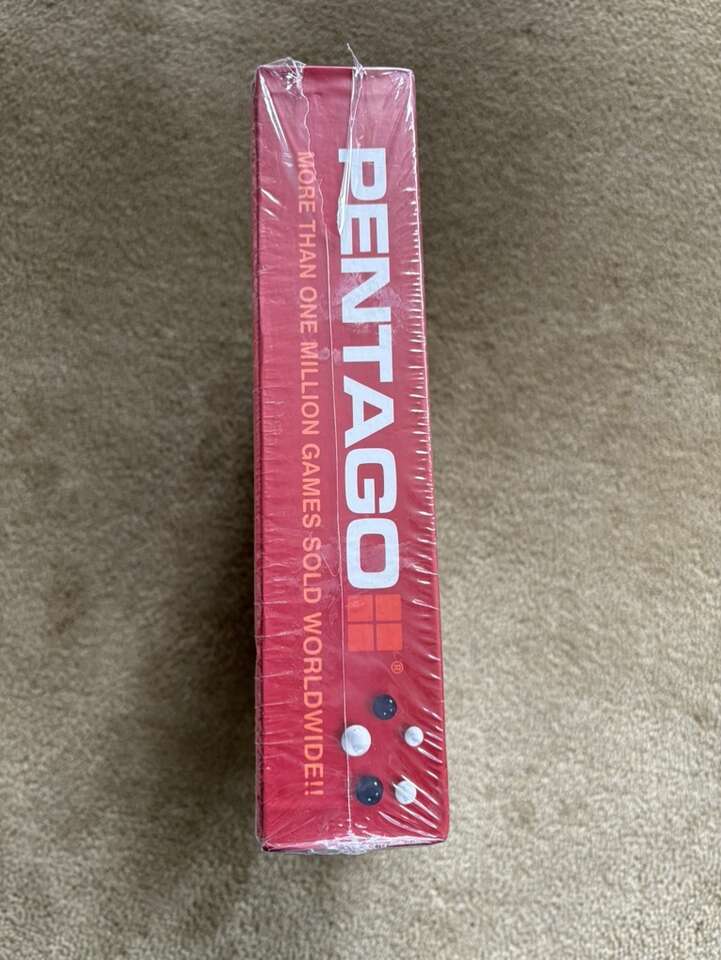 PENTAGO®
MORE THAN ONE MILLION GAMES SOLD WORLDWIDE!!